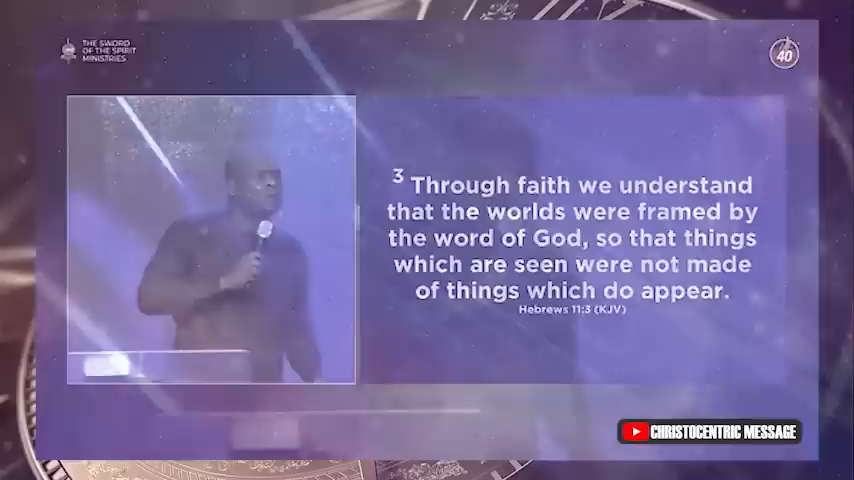 THE SWORD
OF THE SPIRIT
MINISTRIES
40
3 Through faith we understand
that the worlds were framed by
the word of God, so that things
which are seen were not made
of things which do appear.
Hebrews 11:3 (KJV)
CHRISTOCENTRIC MESSAGE